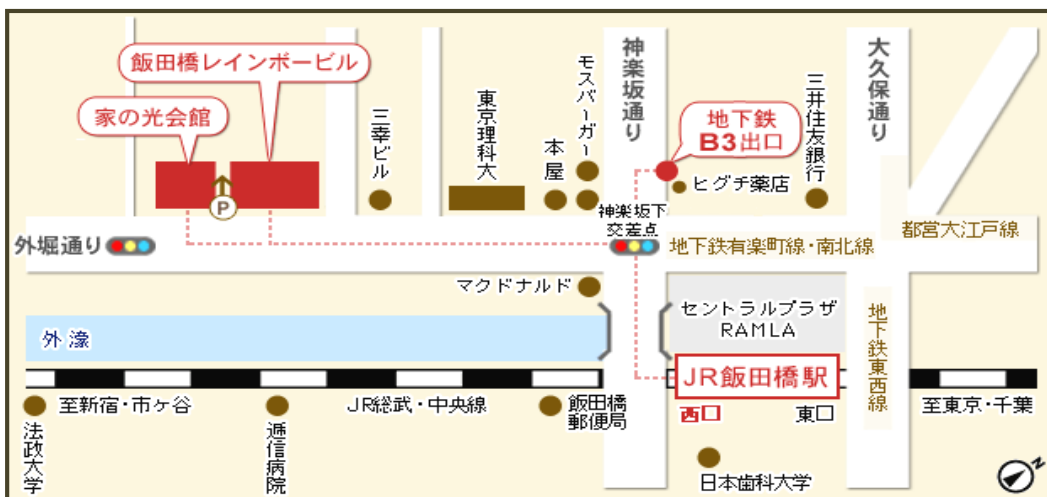 飯田橋レインボービル
家の光会館
三幸ビル
東京理科大
本屋
モスバーガー
神楽坂通り
地下鉄
B3出口
ヒグチ薬店
三井住友銀行
大久保通り
P
外堀通り
神楽坂下
交差点
地下鉄有楽町線・南北線
都営大江戸線
マクドナルド
セントラルプラザ
RAMLA
地下鉄東西線
外濠
JR飯田橋駅
西口
東口
至新宿・市ヶ谷
JR総武・中央線
飯田橋
郵便局
至東京・千葉
法政大学
逓信病院
日本歯科大学
N